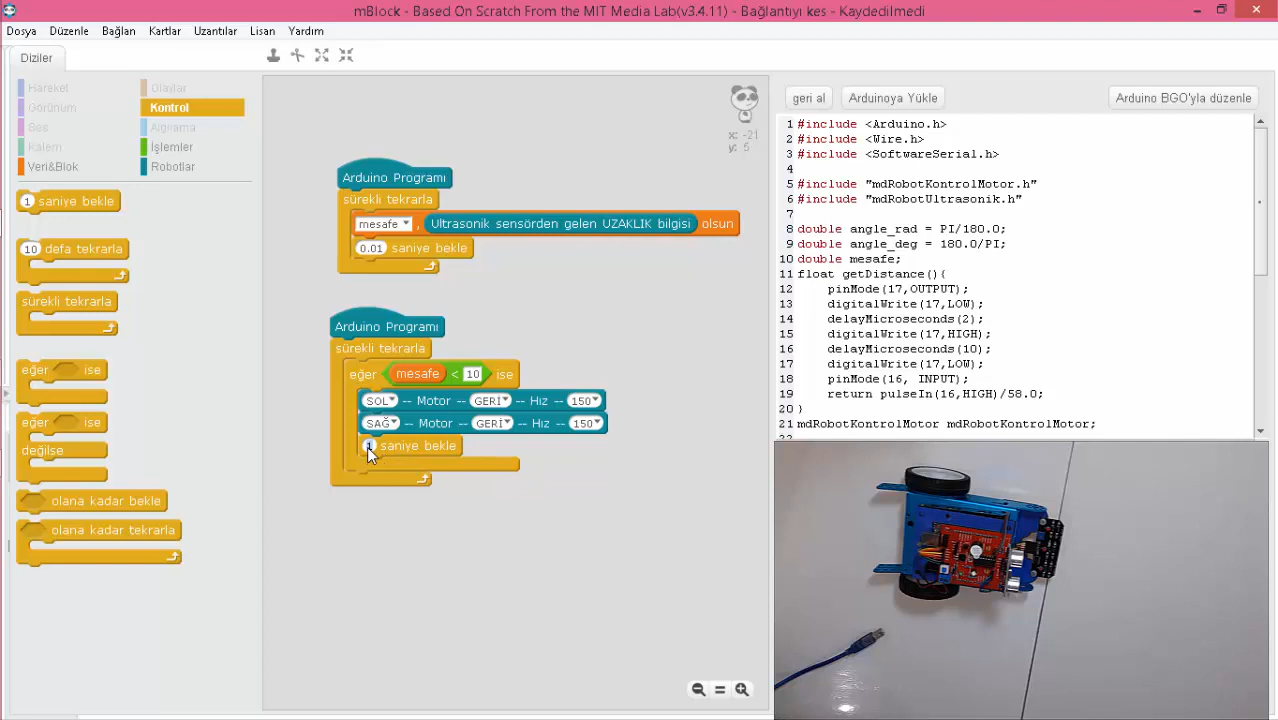 mBlock - Based On Scratch From the MIT Media Lab(v3.4.11) - Bağlantıyı kes - Kaydedilmedi
Dosya Düzenle Bağlan Kartlar Uzantılar Lisan Yardım
Diziler
Hareket Olaylar
Görünüm Kontrol
Ses Algılama
Kalem İşlemler
Veri&Blok Robotlar
1 saniye bekle
10 defa tekrarla
sürekli tekrarla
eğer ise
eğer ise
değilse
olana kadar bekle
olana kadar tekrarla
x: -21
y: 5
Arduino Programı
sürekli tekrarla
mesafe , Ultrasonik sensörden gelen UZAKLIK bilgisi olsun
0.01 saniye bekle
Arduino Programı
sürekli tekrarla
eğer mesafe < 10 ise
SOL -- Motor -- GERİ -- Hız -- 150
SAĞ -- Motor -- GERİ -- Hız -- 150
saniye bekle
geri al Arduinoya Yükle Arduino BGO'yla düzenle
1 #include <Arduino.h>
2 #include <Wire.h>
3 #include <SoftwareSerial.h>
4
5 #include "mdRobotKontrolMotor.h"
6 #include "mdRobotUltrasonik.h"
7
8 double angle_rad = PI/180.0;
9 double angle_deg = 180.0/PI;
10 double mesafe;
11 float getDistance(){
12 pinMode(17,OUTPUT);
13 digitalWrite(17,LOW);
14 delayMicroseconds(2);
15 digitalWrite(17,HIGH);
16 delayMicroseconds(10);
17 digitalWrite(17,LOW);
18 pinMode(16, INPUT);
19 return pulseIn(16,HIGH)/58.0;
20 }
21 mdRobotKontrolMotor mdRobotKontrolMotor;